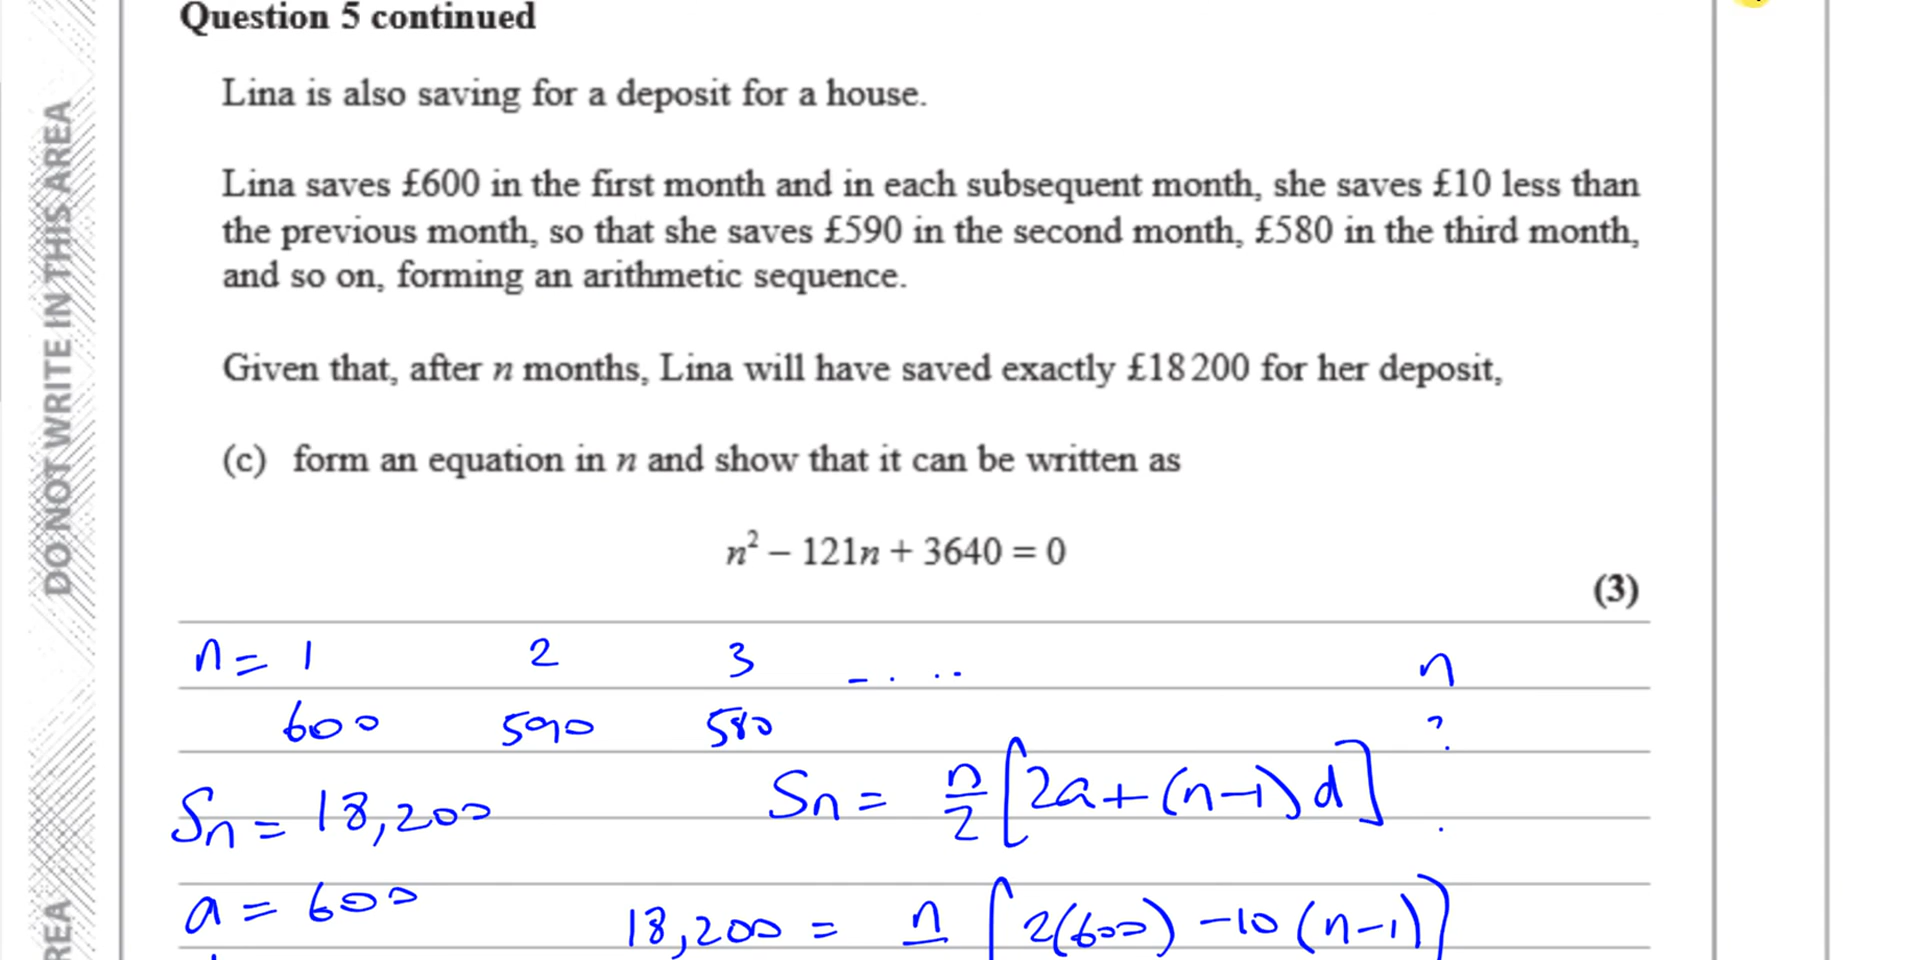 Question 5 continued
Lina is also saving for a deposit for a house.
Lina saves £600 in the first month and in each subsequent month, she saves £10 less than
the previous month, so that she saves £590 in the second month, £580 in the third month,
and so on, forming an arithmetic sequence.
Given that, after n months, Lina will have saved exactly £18 200 for her deposit,
(c) form an equation in n and show that it can be written as
n² – 121n + 3640 = 0
(3)
n = 1 2 3 - . . . n
600 590 580 ?
Sn = 18,200 Sn = n/2 [2a + (n-1) d]
a = 600 18,200 = n [2(600) -10 (n-1)]
DO NOT WRITE IN THIS AREA
REA